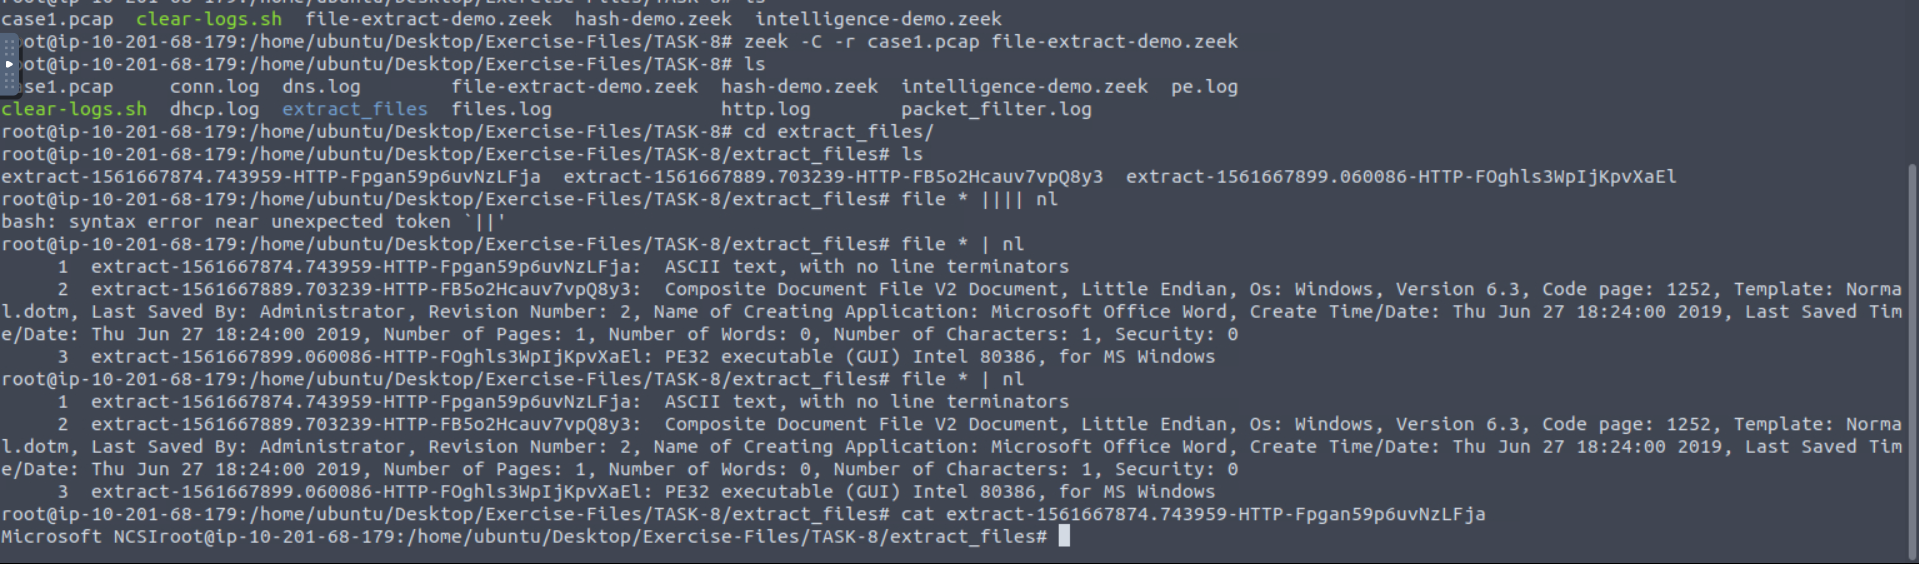 case1.pcap  clear-logs.sh  file-extract-demo.zeek  hash-demo.zeek  intelligence-demo.zeek
oot@ip-10-201-68-179:/home/ubuntu/Desktop/Exercise-Files/TASK-8# zeek -C -r case1.pcap file-extract-demo.zeek
oot@ip-10-201-68-179:/home/ubuntu/Desktop/Exercise-Files/TASK-8# ls
ase1.pcap     conn.log  dns.log        file-extract-demo.zeek  hash-demo.zeek  intelligence-demo.zeek  pe.log
clear-logs.sh  dhcp.log  extract_files  files.log               http.log        packet_filter.log
root@ip-10-201-68-179:/home/ubuntu/Desktop/Exercise-Files/TASK-8# cd extract_files/
root@ip-10-201-68-179:/home/ubuntu/Desktop/Exercise-Files/TASK-8/extract_files# ls
extract-1561667874.743959-HTTP-Fpgan59p6uvNzLFja  extract-1561667889.703239-HTTP-FB5o2Hcauv7vpQ8y3  extract-1561667899.060086-HTTP-FOghls3WpIjKpvXaEl
root@ip-10-201-68-179:/home/ubuntu/Desktop/Exercise-Files/TASK-8/extract_files# file * |||| nl
bash: syntax error near unexpected token `||'
root@ip-10-201-68-179:/home/ubuntu/Desktop/Exercise-Files/TASK-8/extract_files# file * | nl
     1  extract-1561667874.743959-HTTP-Fpgan59p6uvNzLFja:  ASCII text, with no line terminators
     2  extract-1561667889.703239-HTTP-FB5o2Hcauv7vpQ8y3:  Composite Document File V2 Document, Little Endian, Os: Windows, Version 6.3, Code page: 1252, Template: Norma
l.dotm, Last Saved By: Administrator, Revision Number: 2, Name of Creating Application: Microsoft Office Word, Create Time/Date: Thu Jun 27 18:24:00 2019, Last Saved Tim
e/Date: Thu Jun 27 18:24:00 2019, Number of Pages: 1, Number of Words: 0, Number of Characters: 1, Security: 0
     3  extract-1561667899.060086-HTTP-FOghls3WpIjKpvXaEl: PE32 executable (GUI) Intel 80386, for MS Windows
root@ip-10-201-68-179:/home/ubuntu/Desktop/Exercise-Files/TASK-8/extract_files# file * | nl
     1  extract-1561667874.743959-HTTP-Fpgan59p6uvNzLFja:  ASCII text, with no line terminators
     2  extract-1561667889.703239-HTTP-FB5o2Hcauv7vpQ8y3:  Composite Document File V2 Document, Little Endian, Os: Windows, Version 6.3, Code page: 1252, Template: Norma
l.dotm, Last Saved By: Administrator, Revision Number: 2, Name of Creating Application: Microsoft Office Word, Create Time/Date: Thu Jun 27 18:24:00 2019, Last Saved Tim
e/Date: Thu Jun 27 18:24:00 2019, Number of Pages: 1, Number of Words: 0, Number of Characters: 1, Security: 0
     3  extract-1561667899.060086-HTTP-FOghls3WpIjKpvXaEl: PE32 executable (GUI) Intel 80386, for MS Windows
root@ip-10-201-68-179:/home/ubuntu/Desktop/Exercise-Files/TASK-8/extract_files# cat extract-1561667874.743959-HTTP-Fpgan59p6uvNzLFja
Microsoft NCSIroot@ip-10-201-68-179:/home/ubuntu/Desktop/Exercise-Files/TASK-8/extract_files#